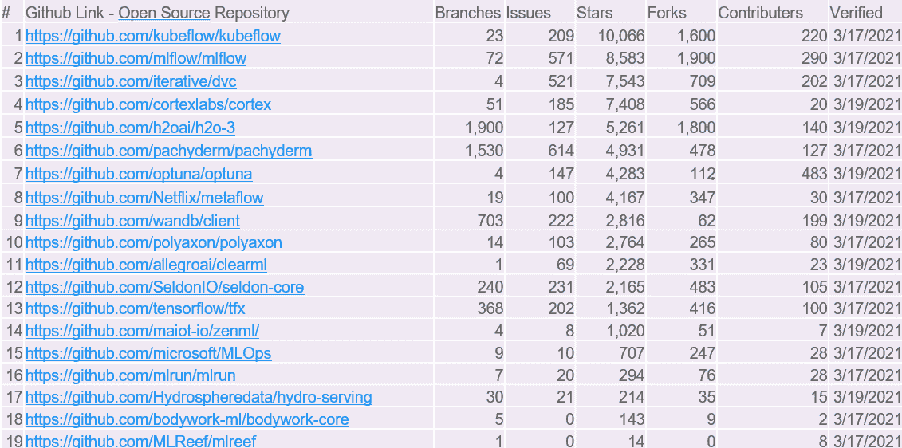 # Github Link - Open Source Repository Branches Issues Stars Forks Contributers Verified
1 https://github.com/kubeflow/kubeflow 23 209 10,066 1,600 220 3/17/2021
2 https://github.com/mlflow/mlflow 72 571 8,583 1,900 290 3/17/2021
3 https://github.com/iterative/dvc 4 521 7,543 709 202 3/17/2021
4 https://github.com/cortexlabs/cortex 51 185 7,408 566 20 3/19/2021
5 https://github.com/h2oai/h2o-3 1,900 127 5,261 1,800 140 3/19/2021
6 https://github.com/pachyderm/pachyderm 1,530 614 4,931 478 127 3/17/2021
7 https://github.com/optuna/optuna 4 147 4,283 112 483 3/19/2021
8 https://github.com/Netflix/metaflow 19 100 4,167 347 30 3/17/2021
9 https://github.com/wandb/client 703 222 2,816 62 199 3/19/2021
10 https://github.com/polyaxon/polyaxon 14 103 2,764 265 80 3/17/2021
11 https://github.com/allegroai/clearml 1 69 2,228 331 23 3/19/2021
12 https://github.com/SeldonIO/seldon-core 240 231 2,165 483 105 3/17/2021
13 https://github.com/tensorflow/tfx 368 202 1,362 416 100 3/17/2021
14 https://github.com/maiot-io/zenml/ 4 8 1,020 51 7 3/19/2021
15 https://github.com/microsoft/MLOps 9 10 707 247 28 3/17/2021
16 https://github.com/mlrun/mlrun 7 20 294 76 28 3/17/2021
17 https://github.com/Hydrospheredata/hydro-serving 30 21 214 35 15 3/19/2021
18 https://github.com/bodywork-ml/bodywork-core 5 0 143 9 2 3/17/2021
19 https://github.com/MLReef/mlreef 1 0 14 0 8 3/17/2021